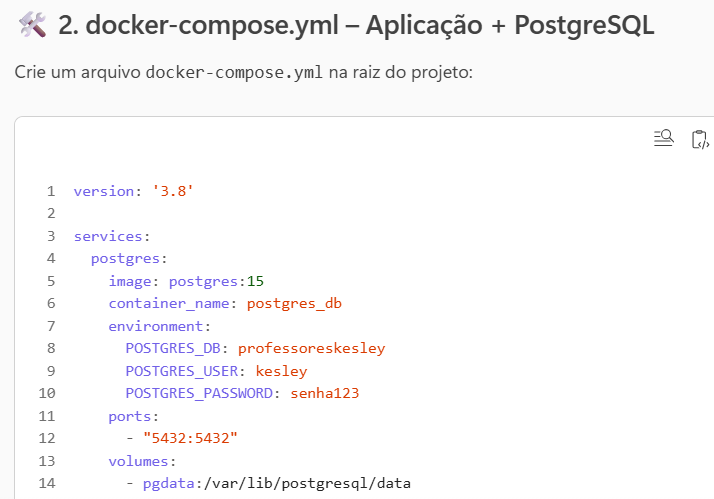 🛠️ 2. docker-compose.yml – Aplicação + PostgreSQL
Crie um arquivo docker-compose.yml na raiz do projeto:
1 version: '3.8'
2
3 services:
4   postgres:
5     image: postgres:15
6     container_name: postgres_db
7     environment:
8       POSTGRES_DB: professoreskesley
9       POSTGRES_USER: kesley
10       POSTGRES_PASSWORD: senha123
11     ports:
12       - "5432:5432"
13     volumes:
14       - pgdata:/var/lib/postgresql/data